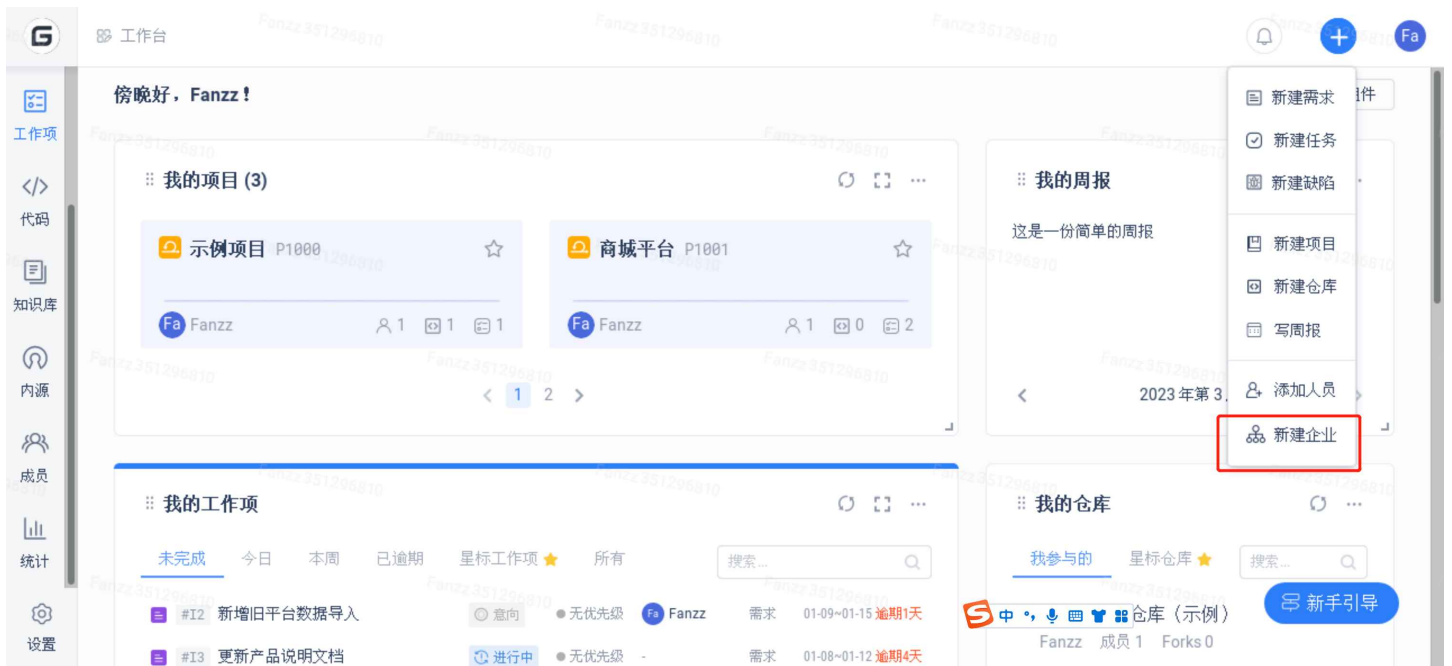 G 工作台 Fa
工作项
代码
知识库
内源
成员
统计
设置
傍晚好，Fanzz！ 组件
新建需求
新建任务
新建缺陷
新建项目
新建仓库
写周报
添加人员
新建企业
我的项目 (3)
示例项目 P1000
Fa Fanzz 1 1 1
商城平台 P1001
Fa Fanzz 1 0 2
1 2
我的周报
这是一份简单的周报
2023 年第 3
我的工作项
未完成 今日 本周 已逾期 星标工作项 所有 搜索...
#I2 新增旧平台数据导入 意向 无优先级 Fa Fanzz 需求 01-09~01-15 逾期1天
#I3 更新产品说明文档 进行中 无优先级 - 需求 01-08~01-12 逾期4天
我的仓库
我参与的 星标仓库 搜索...
S 中 仓库（示例） 新手引导
Fanzz 成员 1 Forks 0
Fanzz351296810